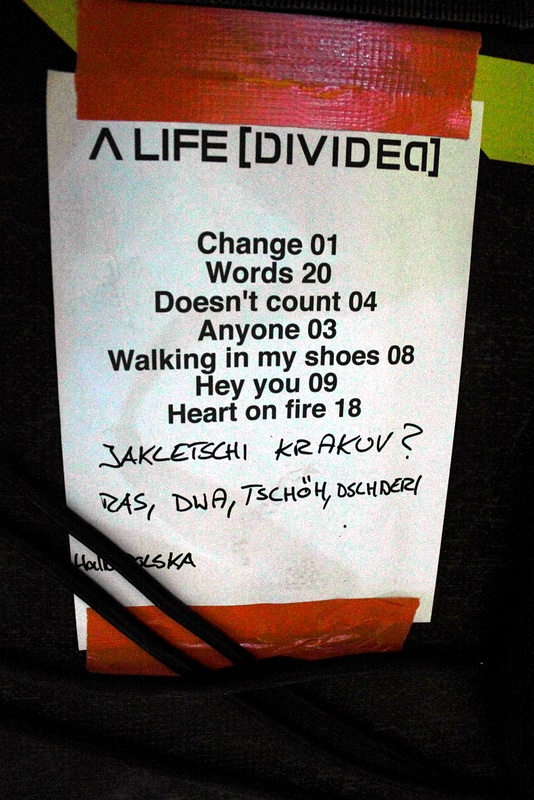 A LIFE [DIVIDEd]
Change 01
Words 20
Doesn't count 04
Anyone 03
Walking in my shoes 08
Hey you 09
Heart on fire 18
JAKLETSCHI KRAKOV?
RAS, DWA, TSCHÖH, DSCHDERI